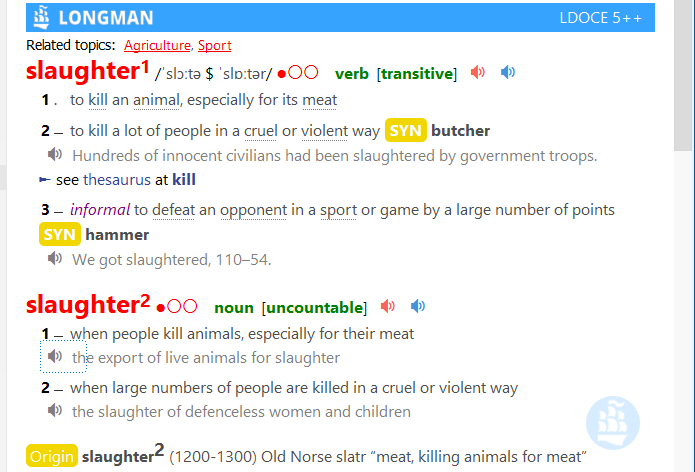 LONGMAN LDOCE 5++
Related topics: Agriculture, Sport
slaughter1 /ˈslɔːtə $ ˈslɒːtər/ ●○○ verb [transitive]
1 . to kill an animal, especially for its meat
2 – to kill a lot of people in a cruel or violent way SYN butcher
Hundreds of innocent civilians had been slaughtered by government troops.
► see thesaurus at kill
3 – informal to defeat an opponent in a sport or game by a large number of points
SYN hammer
We got slaughtered, 110–54.
slaughter2 ●○○ noun [uncountable]
1 – when people kill animals, especially for their meat
the export of live animals for slaughter
2 – when large numbers of people are killed in a cruel or violent way
the slaughter of defenceless women and children
Origin slaughter2 (1200-1300) Old Norse slatr “meat, killing animals for meat”